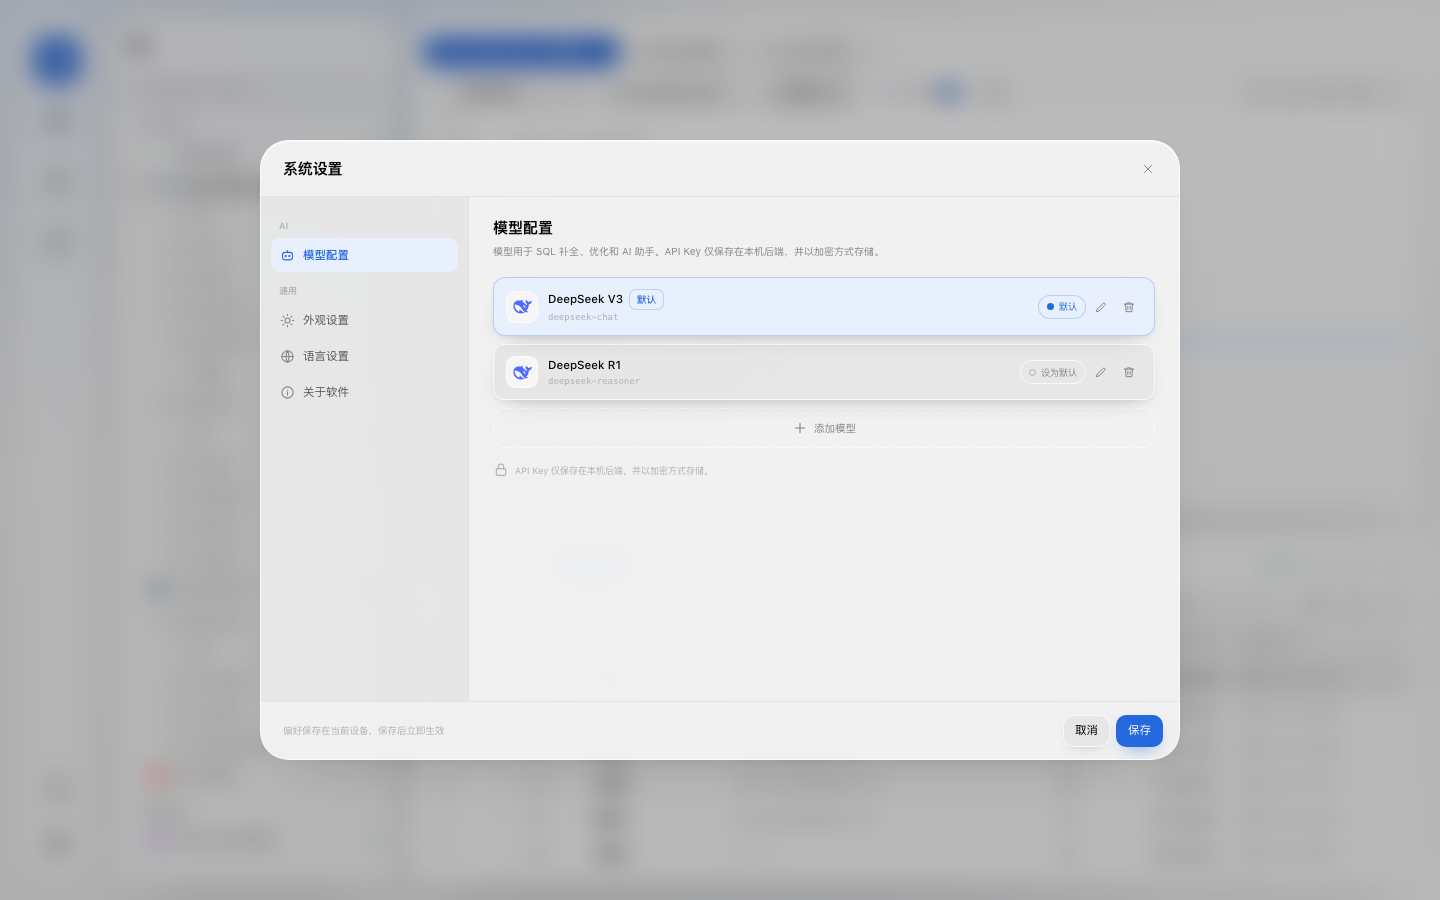 系统设置
AI
模型配置
通用
外观设置
语言设置
关于软件
模型配置
模型用于 SQL 补全、优化和 AI 助手。API Key 仅保存在本机后端，并以加密方式存储。
DeepSeek V3 默认
deepseek-chat
默认
DeepSeek R1
deepseek-reasoner
设为默认
添加模型
API Key 仅保存在本机后端，并以加密方式存储。
偏好保存在当前设备，保存后立即生效
取消
保存